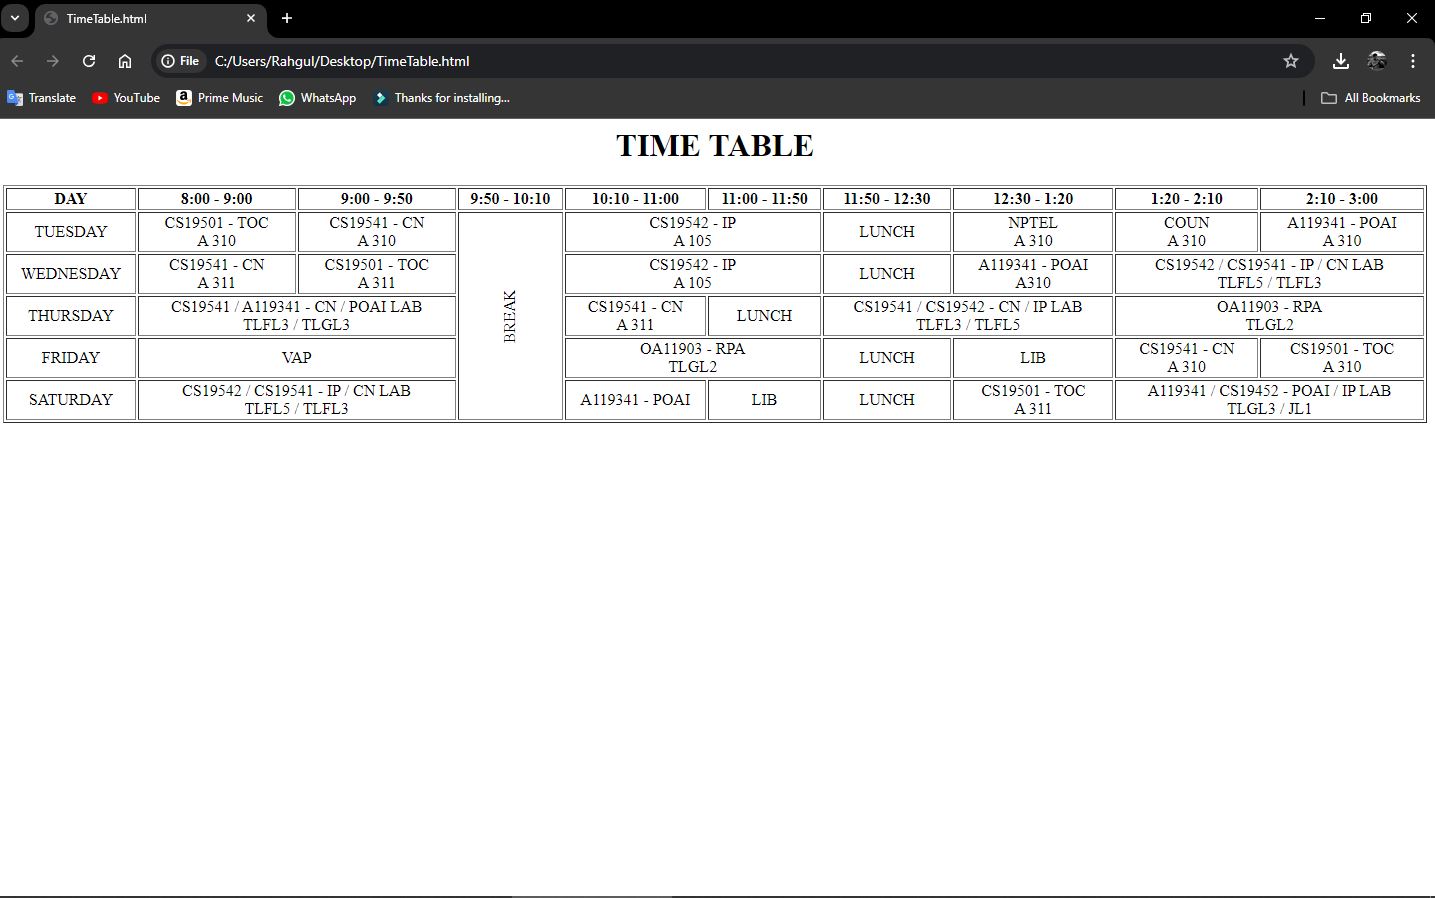 TimeTable.html
File
C:/Users/Rahgul/Desktop/TimeTable.html
Translate
YouTube
Prime Music
WhatsApp
Thanks for installing...
All Bookmarks
TIME TABLE
DAY 8:00 - 9:00 9:00 - 9:50 9:50 - 10:10 10:10 - 11:00 11:00 - 11:50 11:50 - 12:30 12:30 - 1:20 1:20 - 2:10 2:10 - 3:00
TUESDAY
CS19501 - TOC
A 310
CS19541 - CN
A 310
BREAK
CS19542 - IP
A 105
LUNCH
NPTEL
A 310
COUN
A 310
A119341 - POAI
A 310
WEDNESDAY
CS19541 - CN
A 311
CS19501 - TOC
A 311
CS19542 - IP
A 105
LUNCH
A119341 - POAI
A310
CS19542 / CS19541 - IP / CN LAB
TLFL5 / TLFL3
THURSDAY
CS19541 / A119341 - CN / POAI LAB
TLFL3 / TLGL3
CS19541 - CN
A 311
LUNCH
CS19541 / CS19542 - CN / IP LAB
TLFL3 / TLFL5
OA11903 - RPA
TLGL2
FRIDAY
VAP
OA11903 - RPA
TLGL2
LUNCH
LIB
CS19541 - CN
A 310
CS19501 - TOC
A 310
SATURDAY
CS19542 / CS19541 - IP / CN LAB
TLFL5 / TLFL3
A119341 - POAI
LIB
LUNCH
CS19501 - TOC
A 311
A119341 / CS19452 - POAI / IP LAB
TLGL3 / JL1